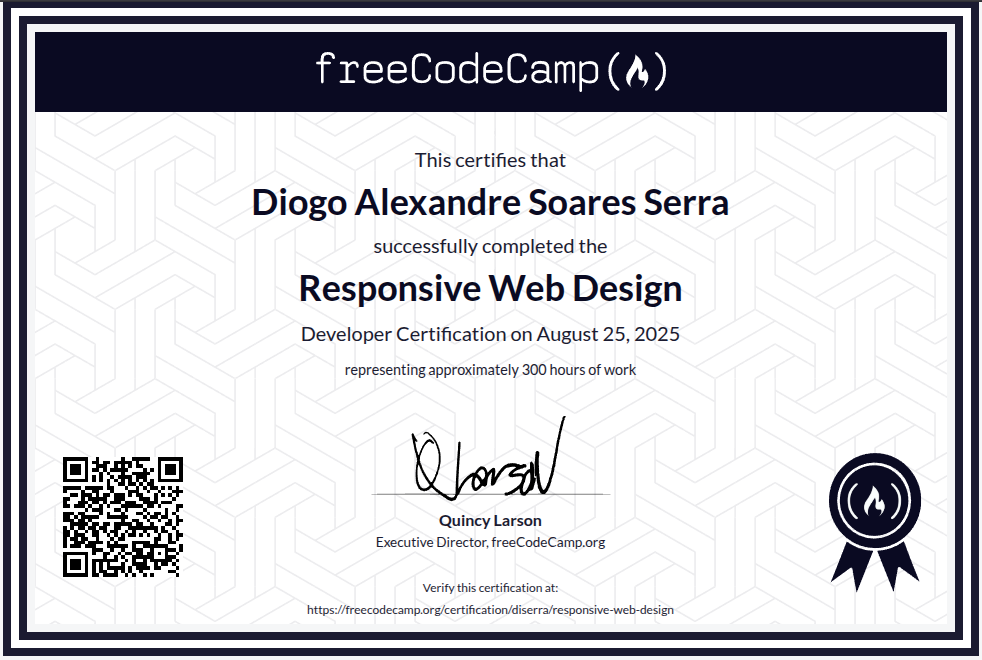 freeCodeCamp
This certifies that
Diogo Alexandre Soares Serra
successfully completed the
Responsive Web Design
Developer Certification on August 25, 2025
representing approximately 300 hours of work
Quincy Larson
Executive Director, freeCodeCamp.org
Verify this certification at:
https://freecodecamp.org/certification/diserra/responsive-web-design